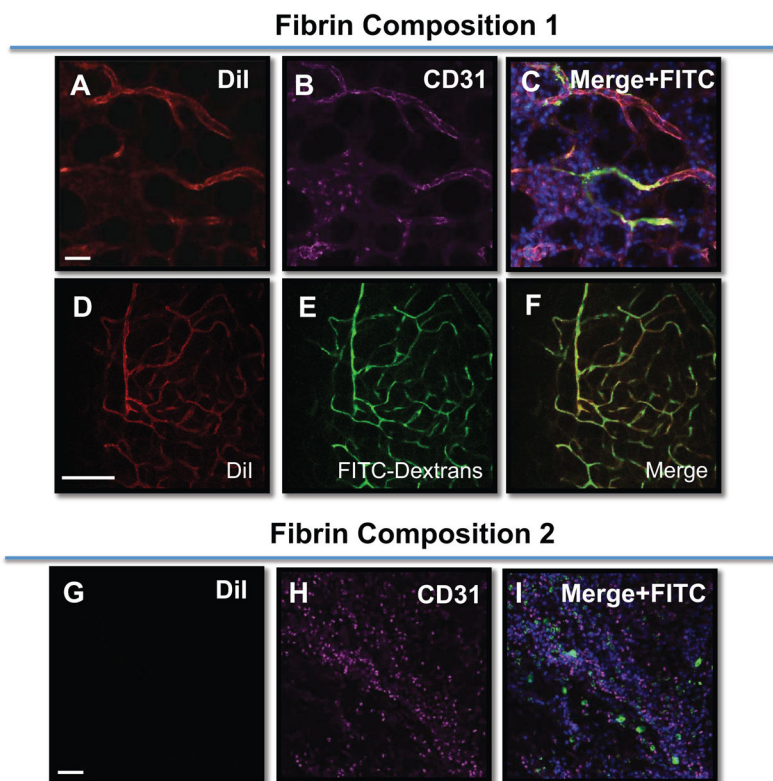 Fibrin Composition 1
A DiI
B CD31
C Merge+FITC
D DiI
E FITC-Dextrans
F Merge
Fibrin Composition 2
G DiI
H CD31
I Merge+FITC